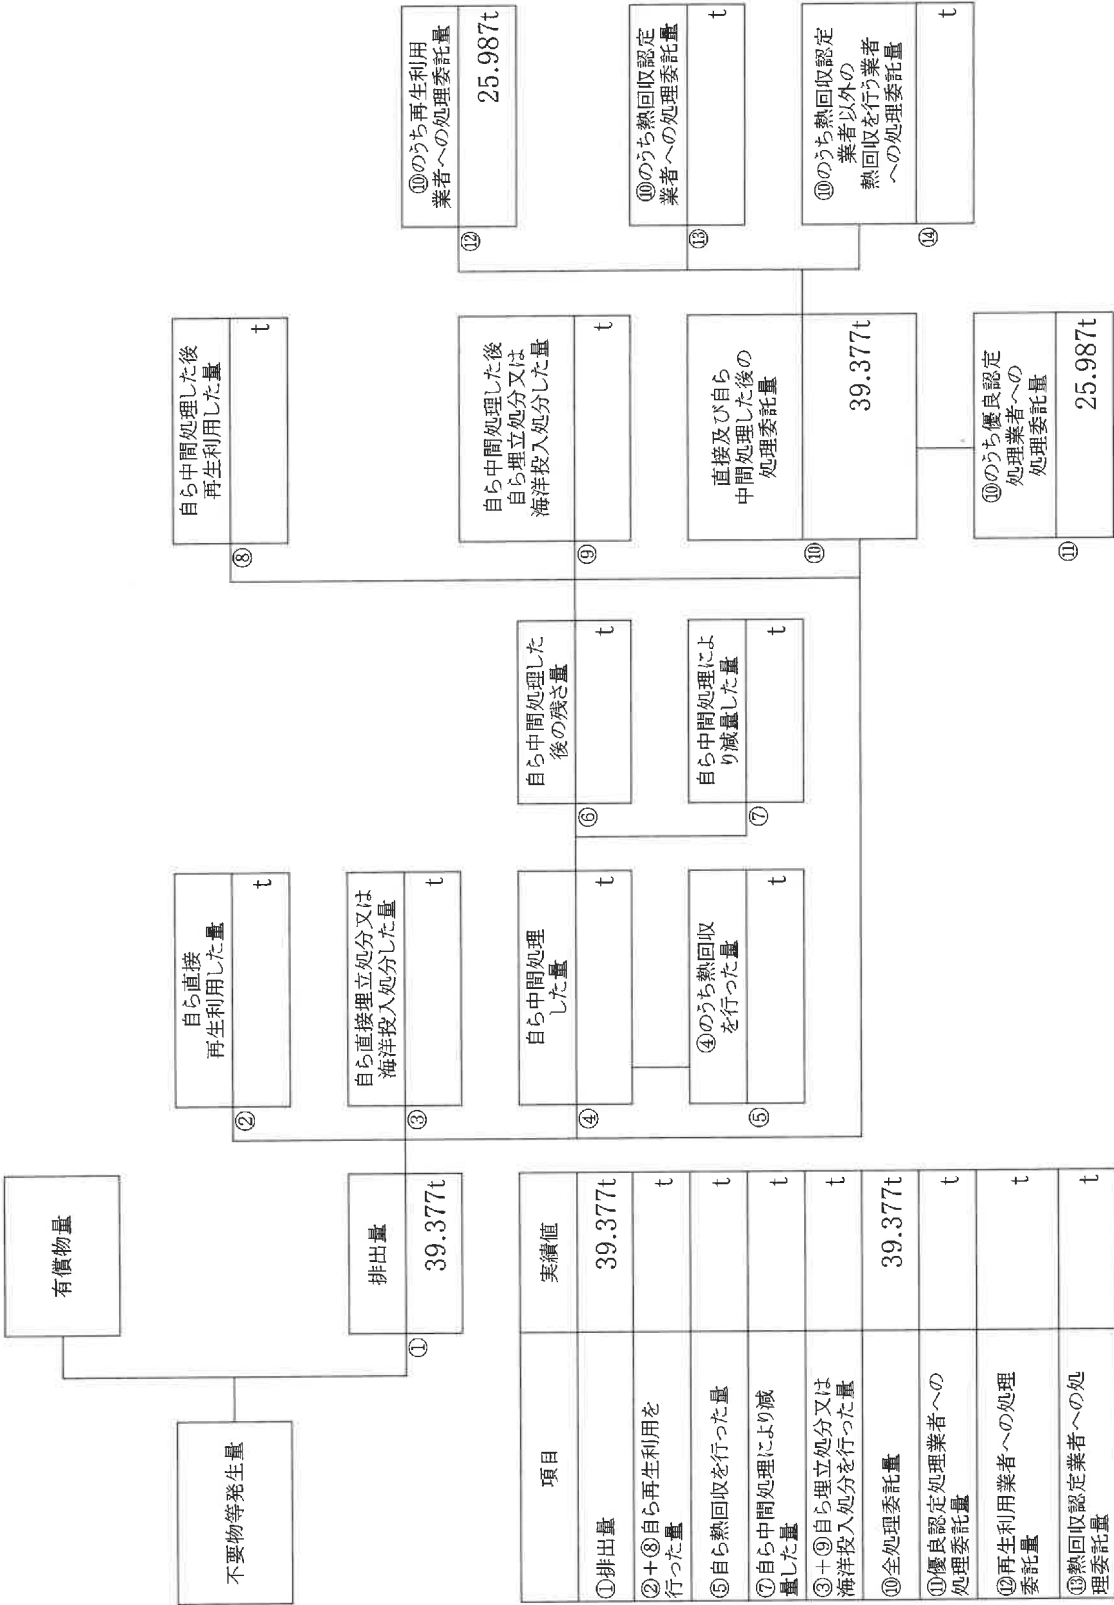 不要物等発生量
有償物量
排出量
① 39.377t
自ら直接
再生利用した量
② t
自ら直接埋立処分又は
海洋投入処分した量
③ t
自ら中間処理
した量
④ t
④のうち熱回収
を行った量
⑤ t
自ら中間処理した
後の残さ量
⑥ t
自ら中間処理によ
り減量した量
⑦ t
自ら中間処理した後
再生利用した量
⑧ t
自ら中間処理した後
自ら埋立処分又は
海洋投入処分した量
⑨ t
直接及び自ら
中間処理した後の
処理委託量
⑩ 39.377t
⑩のうち優良認定
処理業者への
処理委託量
⑪ 25.987t
⑩のうち再生利用
業者への処理委託量
⑫ 25.987t
⑩のうち熱回収認定
業者への処理委託量
⑬ t
⑩のうち熱回収認定
業者以外の
熱回収を行う業者
への処理委託量
⑭ t
項目 実績値
①排出量 39.377t
②+⑧自ら再生利用を
行った量 t
⑤自ら熱回収を行った量 t
⑦自ら中間処理により減
量した量 t
③+⑨自ら埋立処分又は
海洋投入処分を行った量 t
⑩全処理委託量 39.377t
⑪優良認定処理業者への
処理委託量 t
⑫再生利用業者への処理
委託量 t
⑬熱回収認定業者への処
理委託量 t